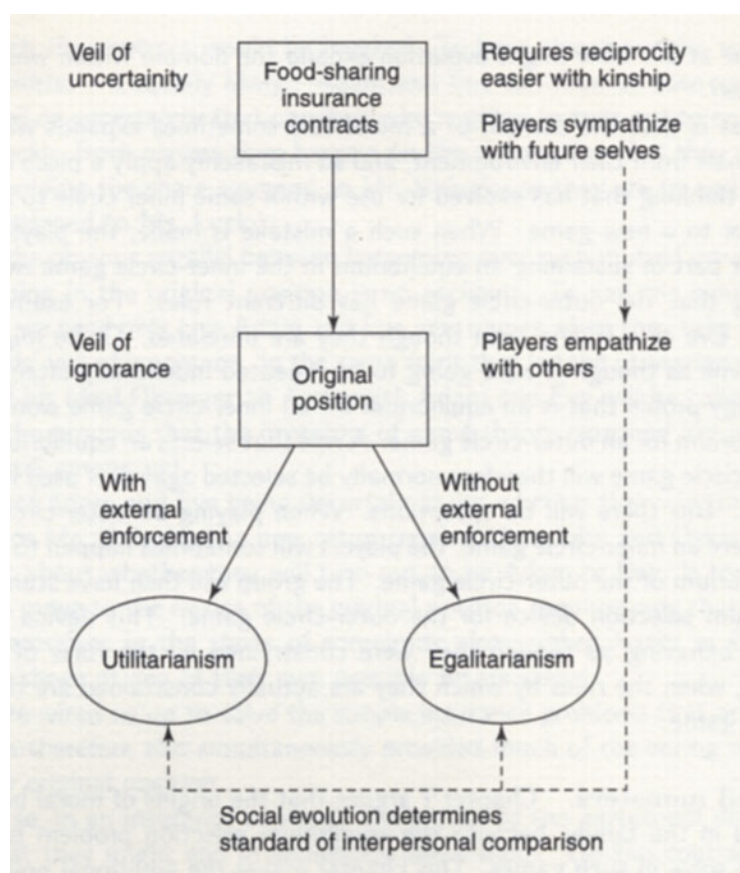 Veil of
uncertainity
Food-sharing
insurance
contracts
Requires reciprocity
easier with kinship
Players sympathize
with future selves
Veil of
ignorance
Original
position
Players empathize
with others
With
external
enforcement
Without
external
enforcement
Utilitarianism
Egalitarianism
Social evolution determines
standard of interpersonal comparison